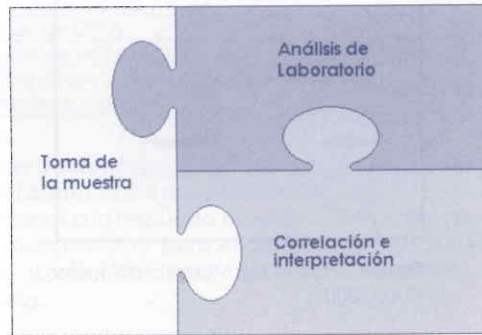 Análisis de
Laboratorio
Toma de
la muestra
Correlación e
interpretación